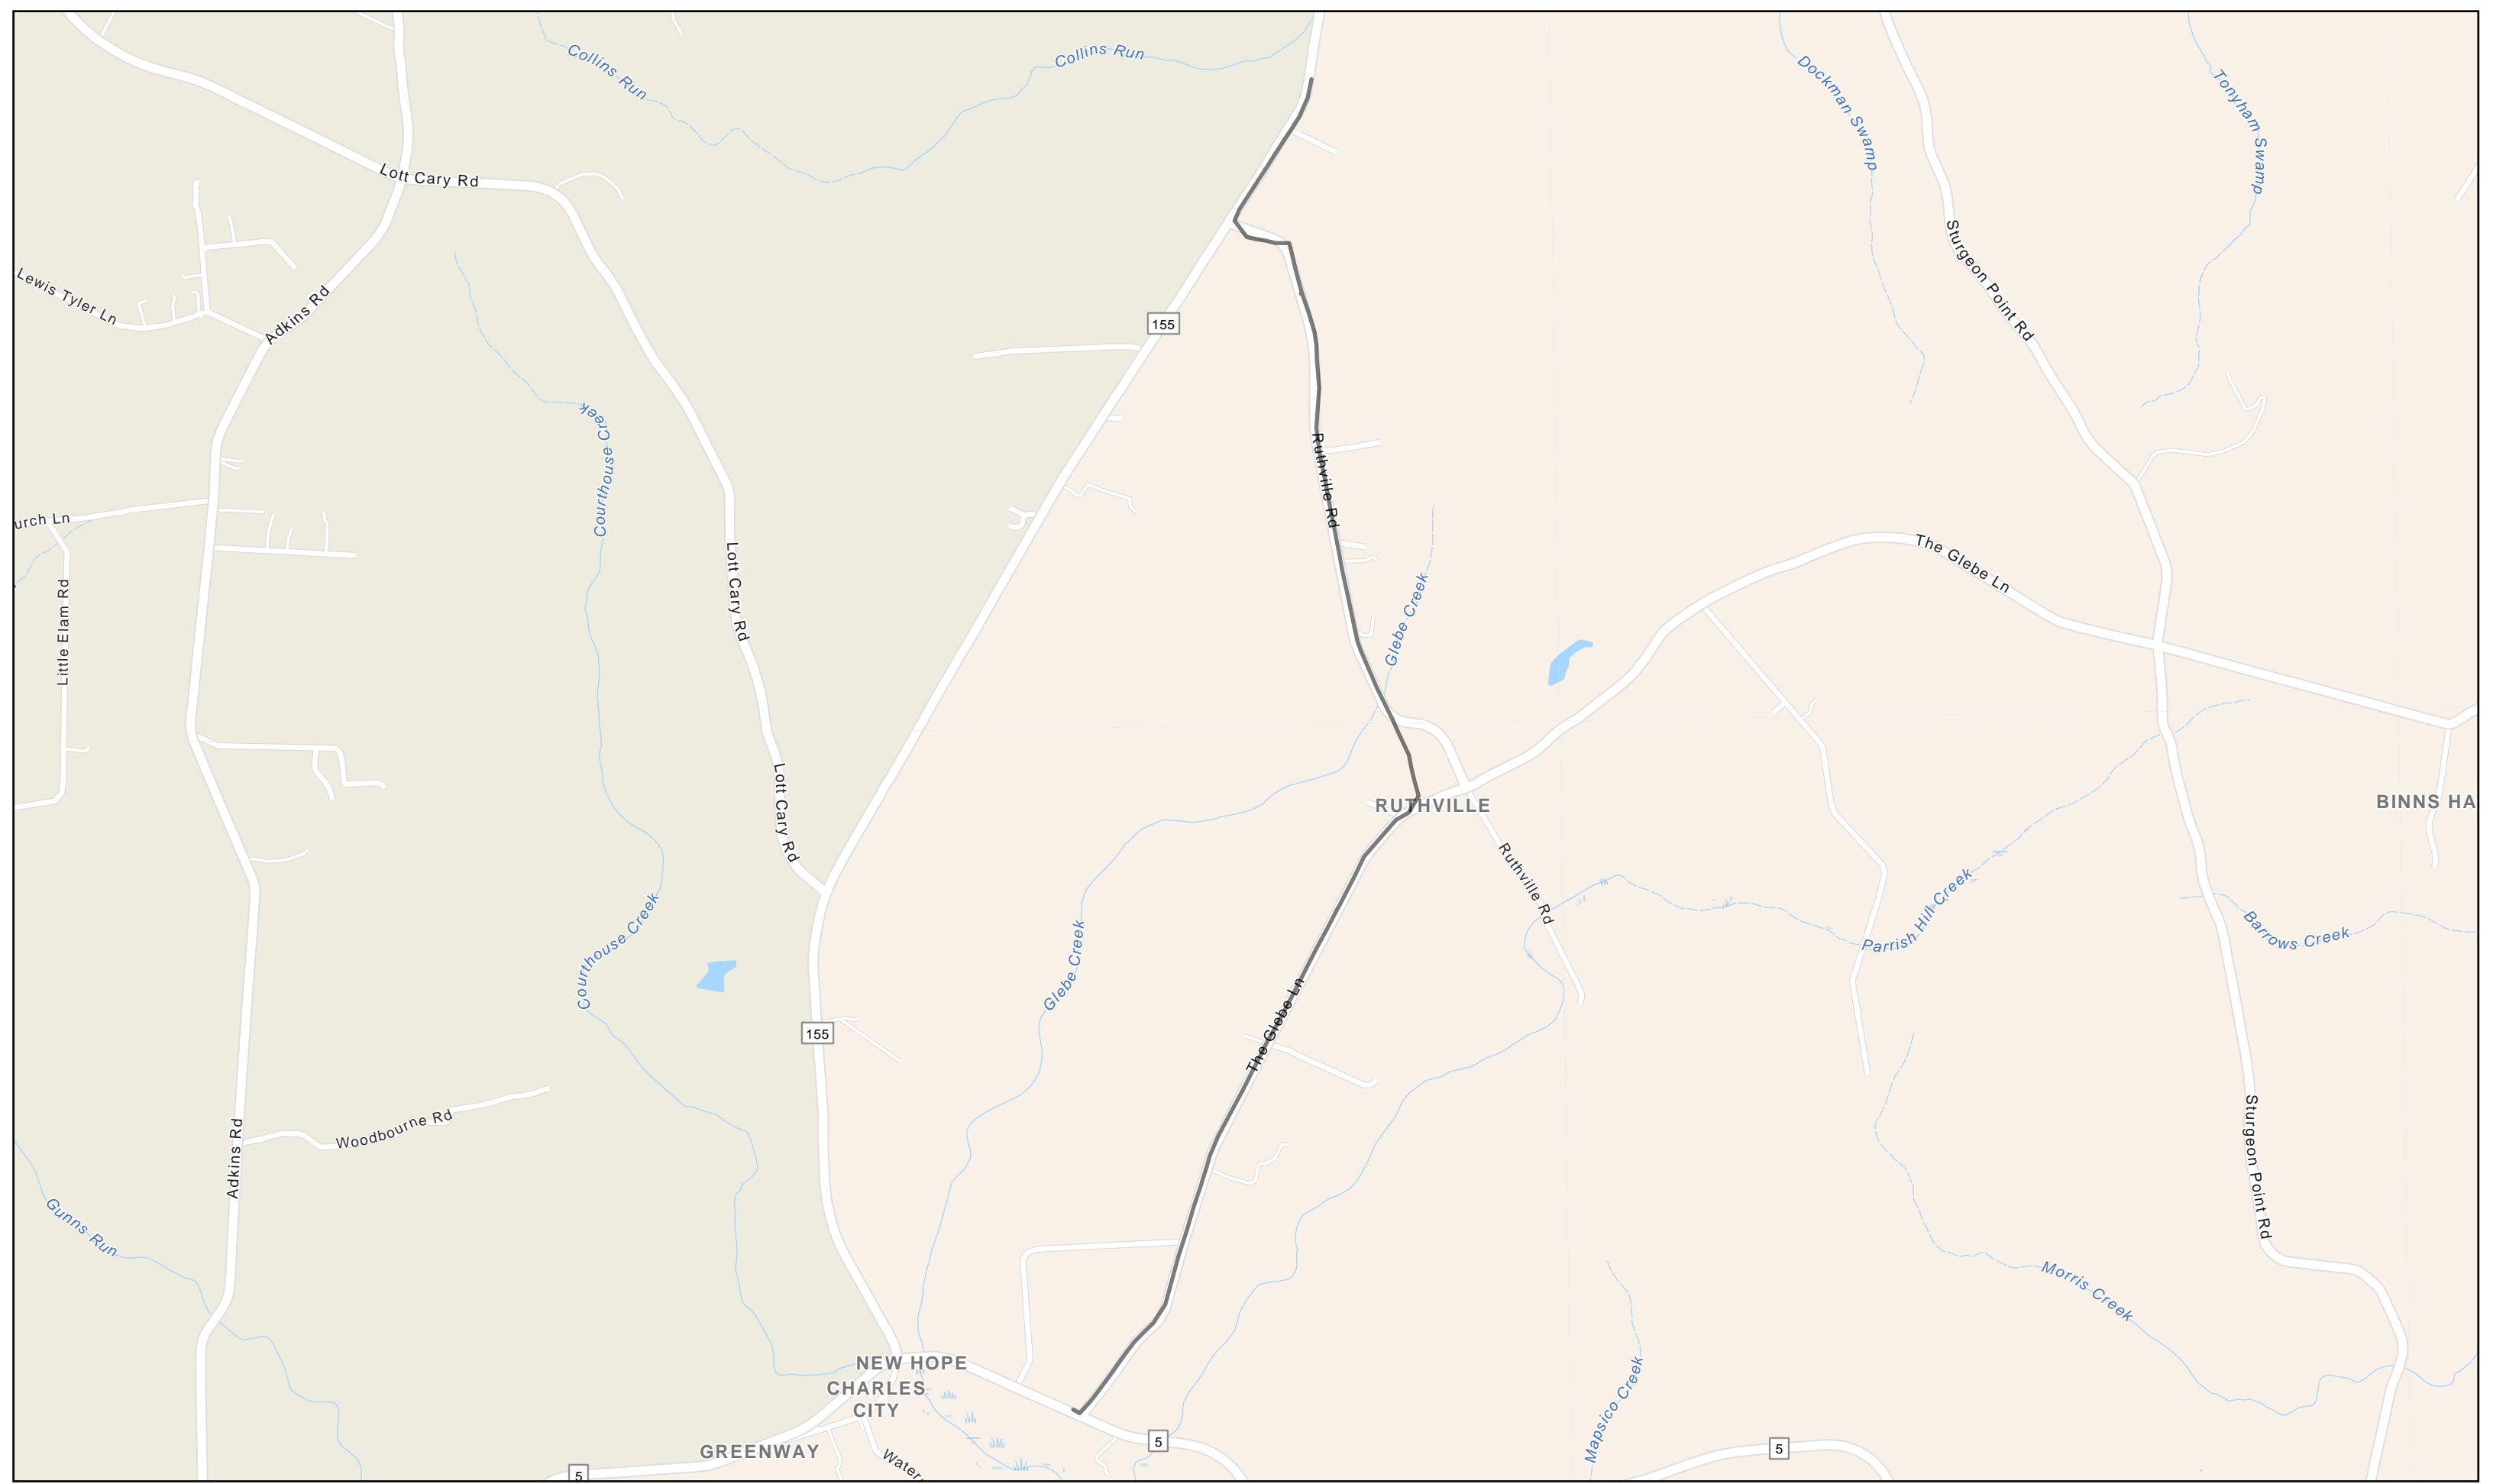 Collins Run
Collins Run
Dockman Swamp
Tonyham Swamp
Lott Cary Rd
Sturgeon Point Rd
Lewis Tyler Ln
Adkins Rd
155
Courthouse Creek
Ruthville Rd
urch Ln
Little Elam Rd
Lott Cary Rd
Glebe Creek
The Glebe Ln
Lott Cary Rd
RUTHVILLE
BINNS HA
Ruthville Rd
Courthouse Creek
Glebe Creek
Parrish Hill Creek
Barrows Creek
155
The Glebe Ln
Woodbourne Rd
Adkins Rd
Sturgeon Point Rd
Gunns Run
Morris Creek
NEW HOPE
CHARLES
CITY
Mapsico Creek
GREENWAY
5
5
5
Water